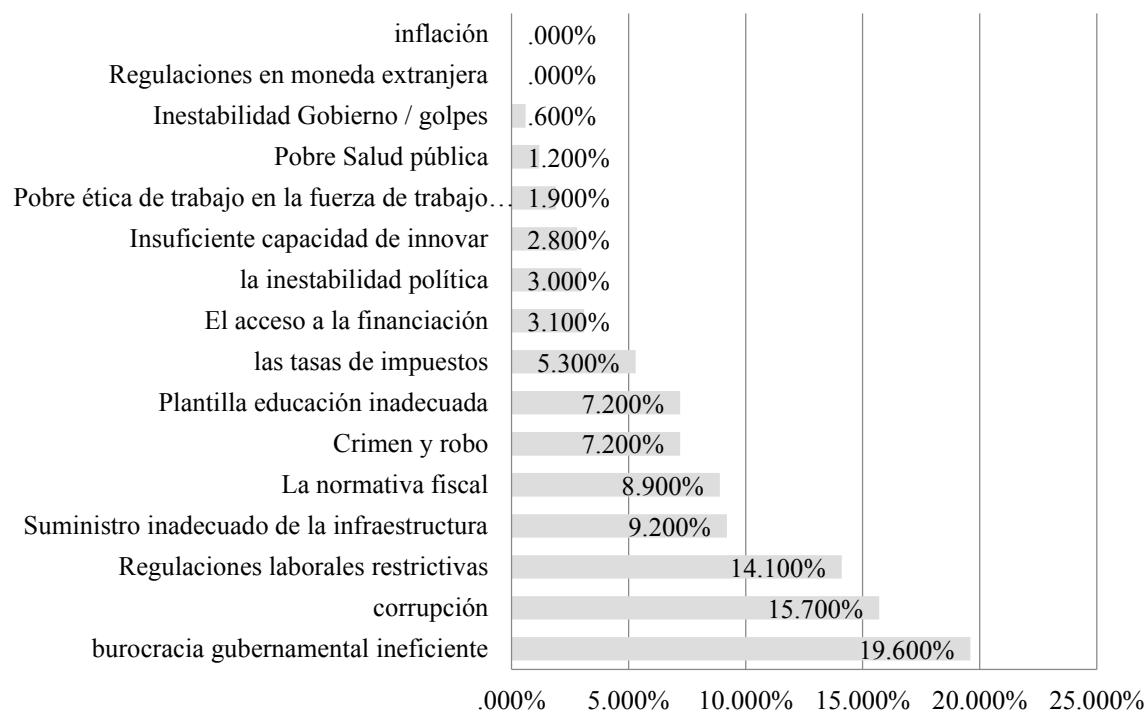 inflación .000%
Regulaciones en moneda extranjera .000%
Inestabilidad Gobierno / golpes .600%
Pobre Salud pública 1.200%
Pobre ética de trabajo en la fuerza de trabajo… 1.900%
Insuficiente capacidad de innovar 2.800%
la inestabilidad política 3.000%
El acceso a la financiación 3.100%
las tasas de impuestos 5.300%
Plantilla educación inadecuada 7.200%
Crimen y robo 7.200%
La normativa fiscal 8.900%
Suministro inadecuado de la infraestructura 9.200%
Regulaciones laborales restrictivas 14.100%
corrupción 15.700%
burocracia gubernamental ineficiente 19.600%
.000% 5.000% 10.000% 15.000% 20.000% 25.000%